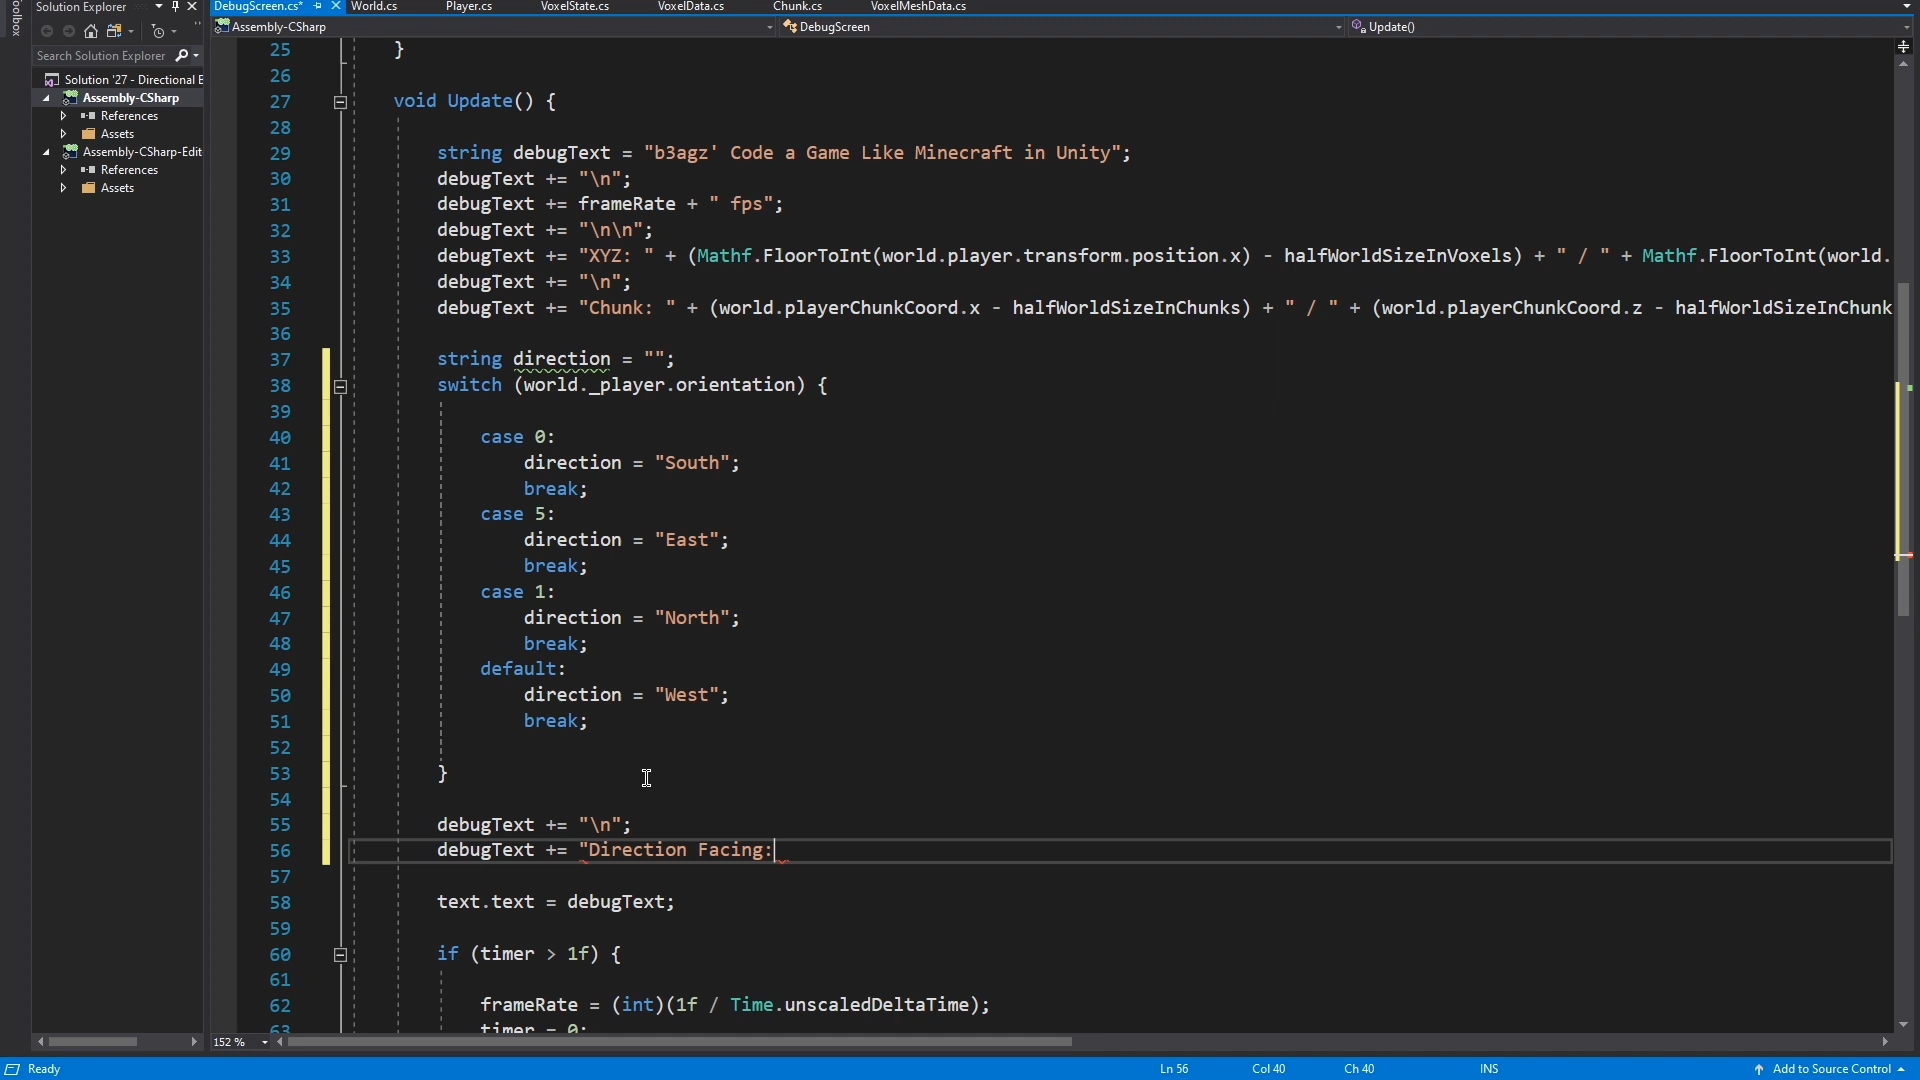 Toolbox
Solution Explorer
DebugScreen.cs*
World.cs
Player.cs
VoxelState.cs
VoxelData.cs
Chunk.cs
VoxelMeshData.cs
Assembly-CSharp
DebugScreen
Update()
Search Solution Explorer
Solution '27 - Directional
Assembly-CSharp
References
Assets
Assembly-CSharp-Edit
References
Assets
25 }
26
27 void Update() {
28
29 string debugText = "b3agz' Code a Game Like Minecraft in Unity";
30 debugText += "\n";
31 debugText += frameRate + " fps";
32 debugText += "\n\n";
33 debugText += "XYZ: " + (Mathf.FloorToInt(world.player.transform.position.x) - halfWorldSizeInVoxels) + " / " + Mathf.FloorToInt(world.
34 debugText += "\n";
35 debugText += "Chunk: " + (world.playerChunkCoord.x - halfWorldSizeInChunks) + " / " + (world.playerChunkCoord.z - halfWorldSizeInChunk
36
37 string direction = "";
38 switch (world._player.orientation) {
39
40 case 0:
41 direction = "South";
42 break;
43 case 5:
44 direction = "East";
45 break;
46 case 1:
47 direction = "North";
48 break;
49 default:
50 direction = "West";
51 break;
52
53 }
54
55 debugText += "\n";
56 debugText += "Direction Facing:
57
58 text.text = debugText;
59
60 if (timer > 1f) {
61
62 frameRate = (int)(1f / Time.unscaledDeltaTime);
63 timer = 0;
152 %
Ready
Ln 56
Col 40
Ch 40
INS
Add to Source Control